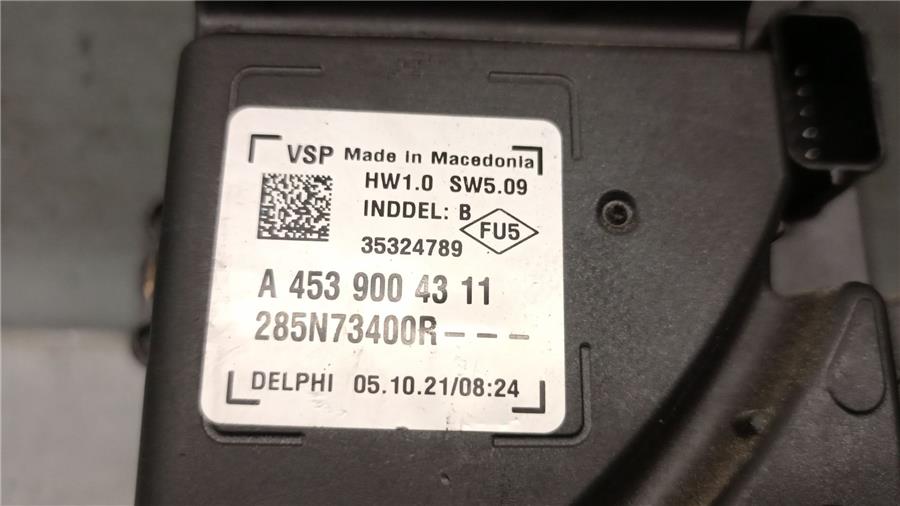 VSP Made in Macedonia
HW1.0 SW5.09
INDDEL: B
FU5
35324789
A 453 900 43 11
285N73400R---
DELPHI 05.10.21/08:24